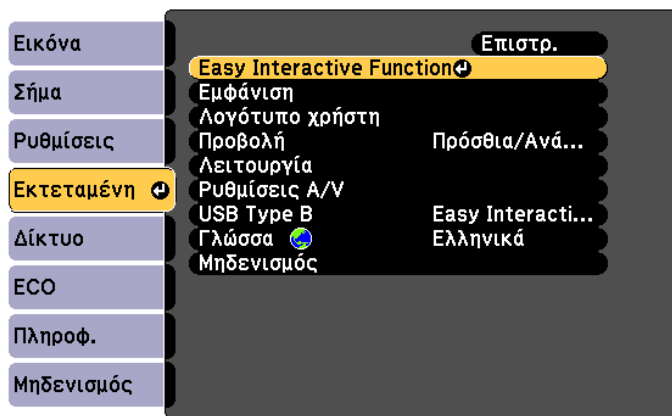 Εικόνα
Σήμα
Ρυθμίσεις
Εκτεταμένη
Δίκτυο
ECO
Πληροφ.
Μηδενισμός
Επιστρ.
Easy Interactive Function
Εμφάνιση
Λογότυπο χρήστη
Προβολή Πρόσθια/Ανά...
Λειτουργία
Ρυθμίσεις A/V
USB Type B Easy Interacti...
Γλώσσα Ελληνικά
Μηδενισμός